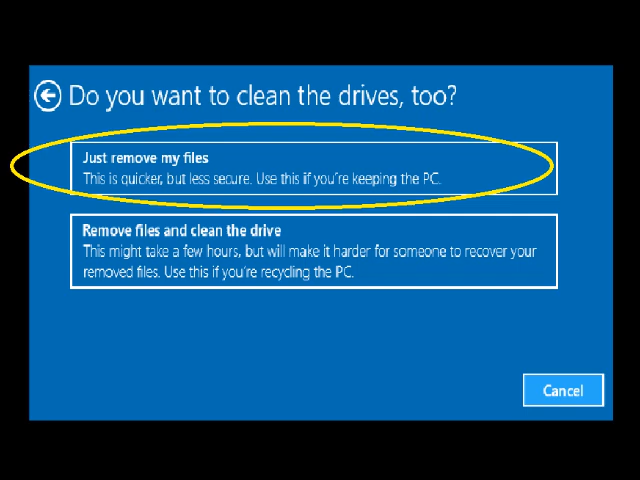 Do you want to clean the drives, too?
Just remove my files
This is quicker, but less secure. Use this if you're keeping the PC.
Remove files and clean the drive
This might take a few hours, but will make it harder for someone to recover your
removed files. Use this if you're recycling the PC.
Cancel